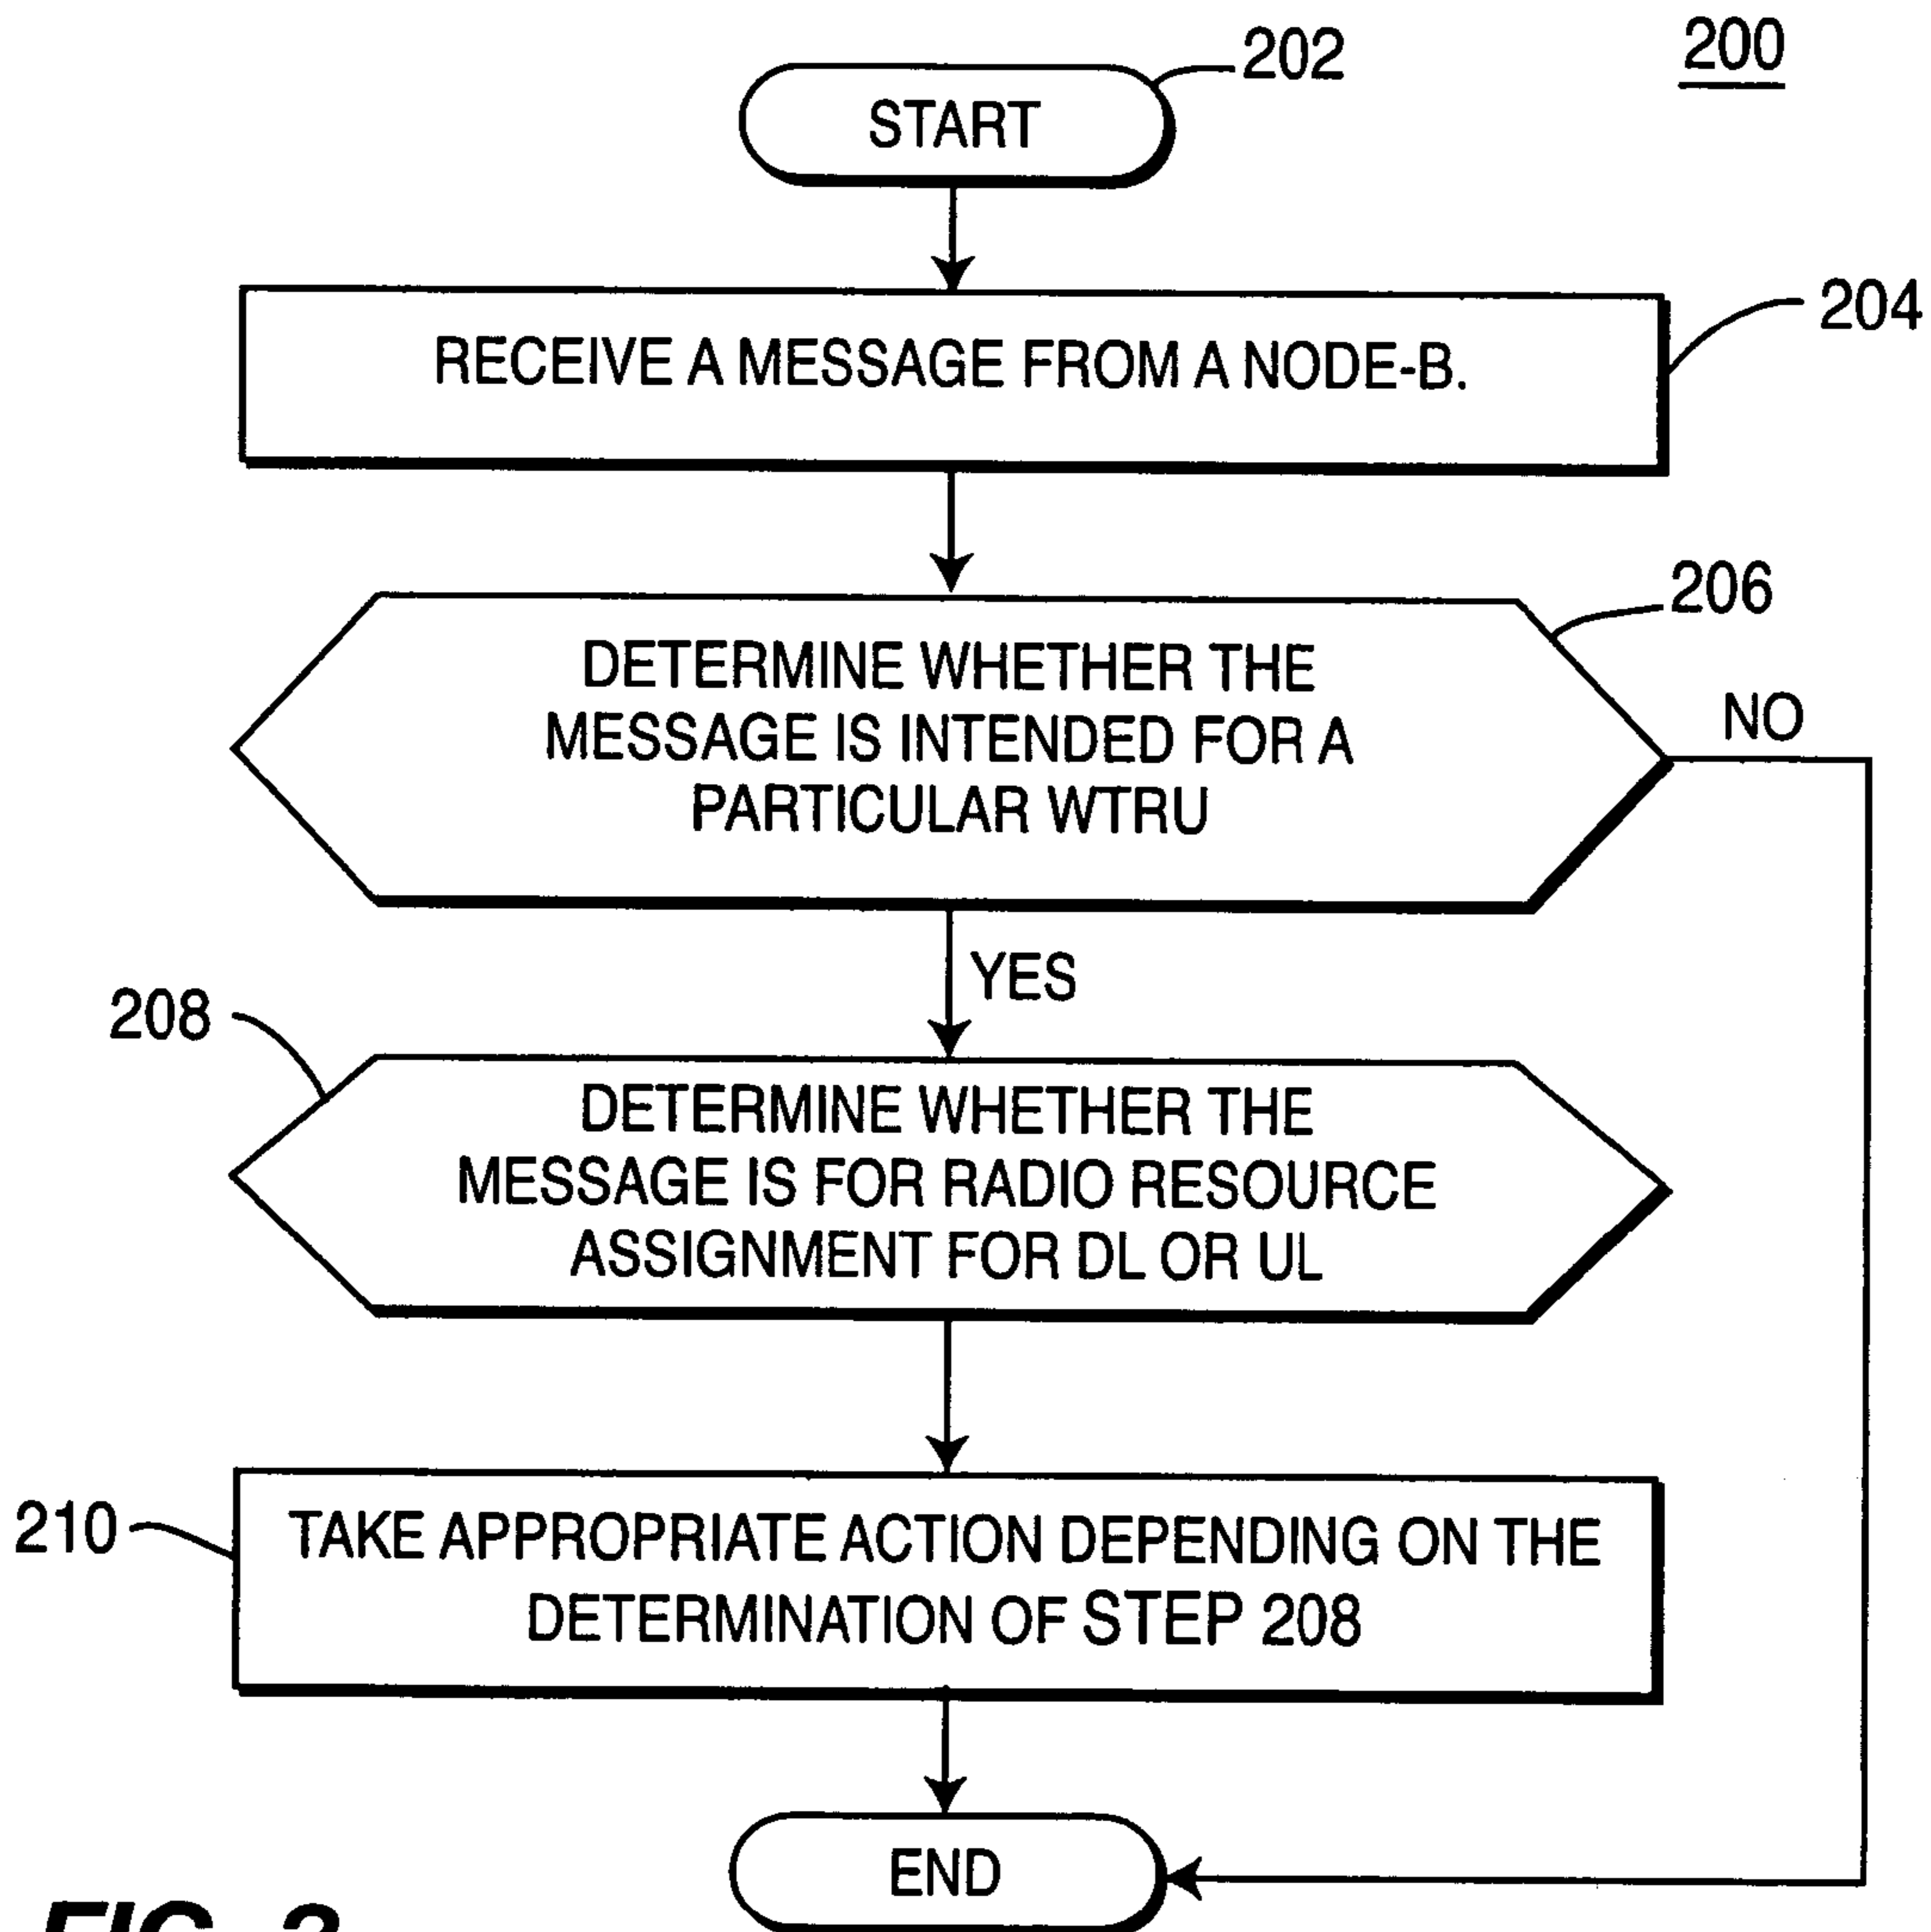 200
202
START
204
RECEIVE A MESSAGE FROM A NODE-B.
206
DETERMINE WHETHER THE
MESSAGE IS INTENDED FOR A
PARTICULAR WTRU
NO
YES
208
DETERMINE WHETHER THE
MESSAGE IS FOR RADIO RESOURCE
ASSIGNMENT FOR DL OR UL
210
TAKE APPROPRIATE ACTION DEPENDING ON THE
DETERMINATION OF STEP 208
END
FIG.